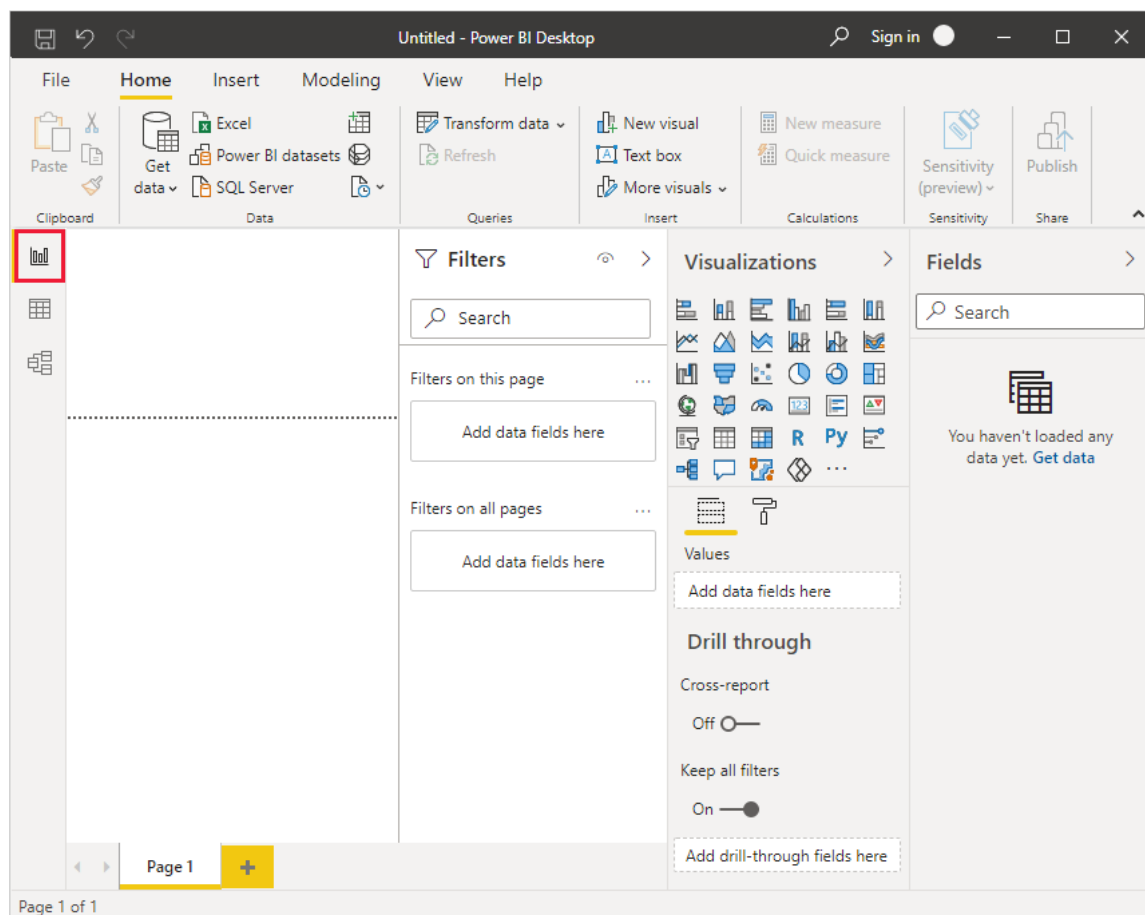 Untitled - Power BI Desktop
Sign in
File Home Insert Modeling View Help
Paste
Clipboard
Get
data
Excel
Power BI datasets
SQL Server
Data
Transform data
Refresh
Queries
New visual
Text box
More visuals
Insert
New measure
Quick measure
Calculations
Sensitivity
(preview)
Sensitivity
Publish
Share
Filters
Search
Filters on this page
...
Add data fields here
Filters on all pages
...
Add data fields here
Visualizations
123
R Py
...
Values
Add data fields here
Drill through
Cross-report
Off
Keep all filters
On
Add drill-through fields here
Fields
Search
You haven't loaded any
data yet. Get data
Page 1
+
Page 1 of 1